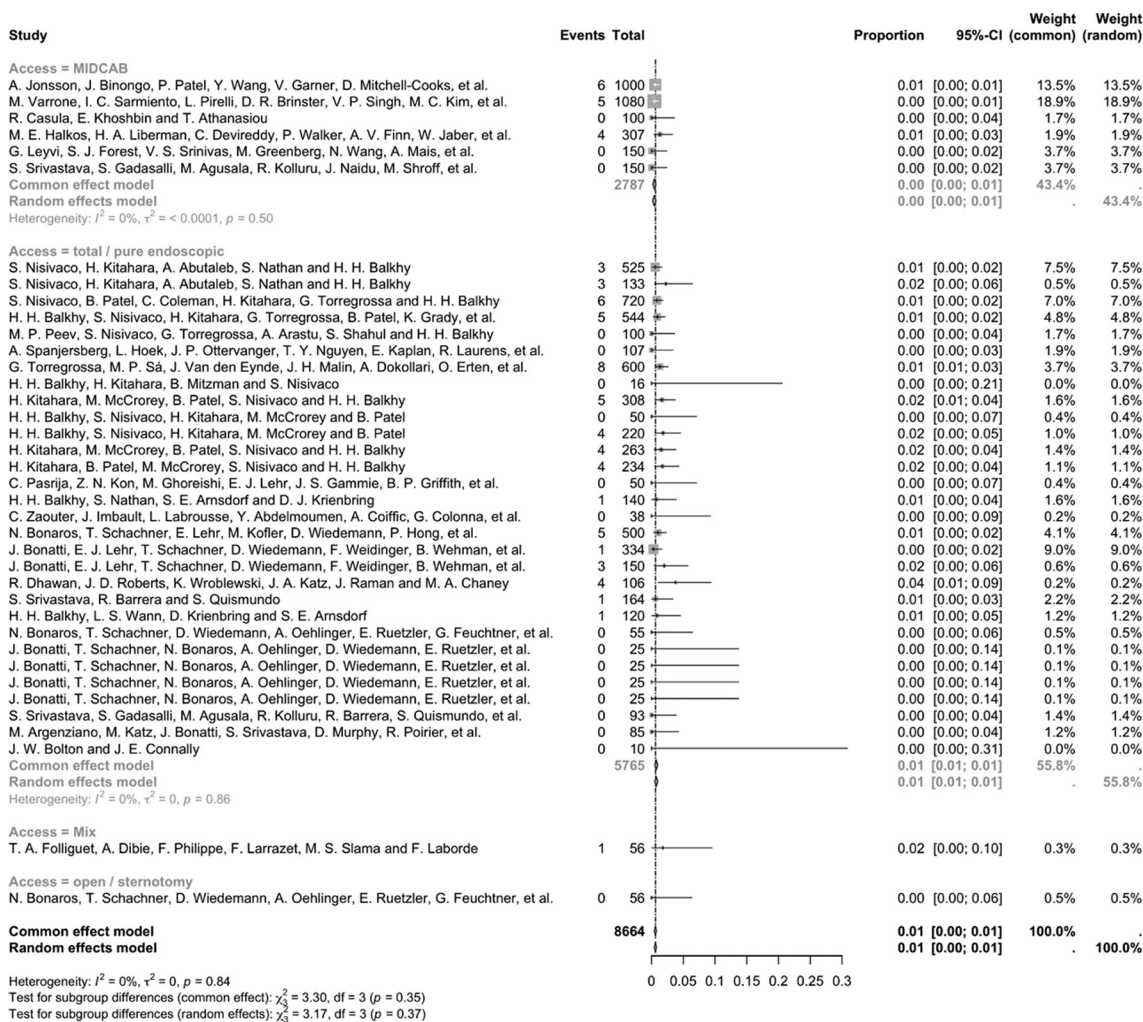 Study Events Total Proportion 95%-CI Weight (common) Weight (random)
Access = MIDCAB
A. Jonsson, J. Binongo, P. Patel, Y. Wang, V. Garner, D. Mitchell-Cooks, et al. 6 1000 0.01 [0.00; 0.01] 13.5% 13.5%
M. Varrone, I. C. Sarmiento, L. Pirelli, D. R. Brinster, V. P. Singh, M. C. Kim, et al. 5 1080 0.00 [0.00; 0.01] 18.9% 18.9%
R. Casula, E. Khoshbin and T. Athanasiou 0 100 0.00 [0.00; 0.04] 1.7% 1.7%
M. E. Halkos, H. A. Liberman, C. Devireddy, P. Walker, A. V. Finn, W. Jaber, et al. 4 307 0.01 [0.00; 0.03] 1.9% 1.9%
G. Leyvi, S. J. Forest, V. S. Srinivas, M. Greenberg, N. Wang, A. Mais, et al. 0 150 0.00 [0.00; 0.02] 3.7% 3.7%
S. Srivastava, S. Gadasalli, M. Agusala, R. Kolluru, J. Naidu, M. Shroff, et al. 0 150 0.00 [0.00; 0.02] 3.7% 3.7%
Common effect model 2787 0.00 [0.00; 0.01] 43.4% .
Random effects model 0.00 [0.00; 0.01] . 43.4%
Heterogeneity: I² = 0%, τ² = < 0.0001, p = 0.50
Access = total / pure endoscopic
S. Nisivaco, H. Kitahara, A. Abutaleb, S. Nathan and H. H. Balkhy 3 525 0.01 [0.00; 0.02] 7.5% 7.5%
S. Nisivaco, H. Kitahara, A. Abutaleb, S. Nathan and H. H. Balkhy 3 133 0.02 [0.00; 0.06] 0.5% 0.5%
S. Nisivaco, B. Patel, C. Coleman, H. Kitahara, G. Torregrossa and H. H. Balkhy 6 720 0.01 [0.00; 0.02] 7.0% 7.0%
H. H. Balkhy, S. Nisivaco, H. Kitahara, G. Torregrossa, B. Patel, K. Grady, et al. 5 544 0.01 [0.00; 0.02] 4.8% 4.8%
M. P. Peev, S. Nisivaco, G. Torregrossa, A. Arastu, S. Shahul and H. H. Balkhy 0 100 0.00 [0.00; 0.04] 1.7% 1.7%
A. Spanjersberg, L. Hoek, J. P. Ottervanger, T. Y. Nguyen, E. Kaplan, R. Laurens, et al. 0 107 0.00 [0.00; 0.03] 1.9% 1.9%
G. Torregrossa, M. P. Sá, J. Van den Eynde, J. H. Malin, A. Dokollari, O. Erten, et al. 8 600 0.01 [0.01; 0.03] 3.7% 3.7%
H. H. Balkhy, H. Kitahara, B. Mitzman and S. Nisivaco 0 16 0.00 [0.00; 0.21] 0.0% 0.0%
H. Kitahara, M. McCrorey, B. Patel, S. Nisivaco and H. H. Balkhy 5 308 0.02 [0.01; 0.04] 1.6% 1.6%
H. H. Balkhy, S. Nisivaco, H. Kitahara, M. McCrorey and B. Patel 0 50 0.00 [0.00; 0.07] 0.4% 0.4%
H. H. Balkhy, S. Nisivaco, H. Kitahara, M. McCrorey and B. Patel 4 220 0.02 [0.00; 0.05] 1.0% 1.0%
H. Kitahara, M. McCrorey, B. Patel, S. Nisivaco and H. H. Balkhy 4 263 0.02 [0.00; 0.04] 1.4% 1.4%
H. Kitahara, B. Patel, M. McCrorey, S. Nisivaco and H. H. Balkhy 4 234 0.02 [0.00; 0.04] 1.1% 1.1%
C. Pasrija, Z. N. Kon, M. Ghoreishi, E. J. Lehr, J. S. Gammie, B. P. Griffith, et al. 0 50 0.00 [0.00; 0.07] 0.4% 0.4%
H. H. Balkhy, S. Nathan, S. E. Arnsdorf and D. J. Krienbring 1 140 0.01 [0.00; 0.04] 1.6% 1.6%
C. Zaouter, J. Imbault, L. Labrousse, Y. Abdelmoumen, A. Coiffic, G. Colonna, et al. 0 38 0.00 [0.00; 0.09] 0.2% 0.2%
N. Bonaros, T. Schachner, E. Lehr, M. Kofler, D. Wiedemann, P. Hong, et al. 5 500 0.01 [0.00; 0.02] 4.1% 4.1%
J. Bonatti, E. J. Lehr, T. Schachner, D. Wiedemann, F. Weidinger, B. Wehman, et al. 1 334 0.00 [0.00; 0.02] 9.0% 9.0%
J. Bonatti, E. J. Lehr, T. Schachner, D. Wiedemann, F. Weidinger, B. Wehman, et al. 3 150 0.02 [0.00; 0.06] 0.6% 0.6%
R. Dhawan, J. D. Roberts, K. Wroblewski, J. A. Katz, J. Raman and M. A. Chaney 4 106 0.04 [0.01; 0.09] 0.2% 0.2%
S. Srivastava, R. Barrera and S. Quismundo 1 164 0.01 [0.00; 0.03] 2.2% 2.2%
H. H. Balkhy, L. S. Wann, D. Krienbring and S. E. Arnsdorf 1 120 0.01 [0.00; 0.05] 1.2% 1.2%
N. Bonaros, T. Schachner, D. Wiedemann, A. Oehlinger, E. Ruetzler, G. Feuchtner, et al. 0 55 0.00 [0.00; 0.06] 0.5% 0.5%
J. Bonatti, T. Schachner, N. Bonaros, A. Oehlinger, D. Wiedemann, E. Ruetzler, et al. 0 25 0.00 [0.00; 0.14] 0.1% 0.1%
J. Bonatti, T. Schachner, N. Bonaros, A. Oehlinger, D. Wiedemann, E. Ruetzler, et al. 0 25 0.00 [0.00; 0.14] 0.1% 0.1%
J. Bonatti, T. Schachner, N. Bonaros, A. Oehlinger, D. Wiedemann, E. Ruetzler, et al. 0 25 0.00 [0.00; 0.14] 0.1% 0.1%
J. Bonatti, T. Schachner, N. Bonaros, A. Oehlinger, D. Wiedemann, E. Ruetzler, et al. 0 25 0.00 [0.00; 0.14] 0.1% 0.1%
S. Srivastava, S. Gadasalli, M. Agusala, R. Kolluru, R. Barrera, S. Quismundo, et al. 0 93 0.00 [0.00; 0.04] 1.4% 1.4%
M. Argenziano, M. Katz, J. Bonatti, S. Srivastava, D. Murphy, R. Poirier, et al. 0 85 0.00 [0.00; 0.04] 1.2% 1.2%
J. W. Bolton and J. E. Connally 0 10 0.00 [0.00; 0.31] 0.0% 0.0%
Common effect model 5765 0.01 [0.01; 0.01] 55.8% .
Random effects model 0.01 [0.01; 0.01] . 55.8%
Heterogeneity: I² = 0%, τ² = 0, p = 0.86
Access = Mix
T. A. Folliguet, A. Dibie, F. Philippe, F. Larrazet, M. S. Slama and F. Laborde 1 56 0.02 [0.00; 0.10] 0.3% 0.3%
Access = open / sternotomy
N. Bonaros, T. Schachner, D. Wiedemann, A. Oehlinger, E. Ruetzler, G. Feuchtner, et al. 0 56 0.00 [0.00; 0.06] 0.5% 0.5%
Common effect model 8664 0.01 [0.00; 0.01] 100.0% .
Random effects model 0.01 [0.00; 0.01] . 100.0%
0 0.05 0.1 0.15 0.2 0.25 0.3
Heterogeneity: I² = 0%, τ² = 0, p = 0.84
Test for subgroup differences (common effect): χ²₃ = 3.30, df = 3 (p = 0.35)
Test for subgroup differences (random effects): χ²₃ = 3.17, df = 3 (p = 0.37)